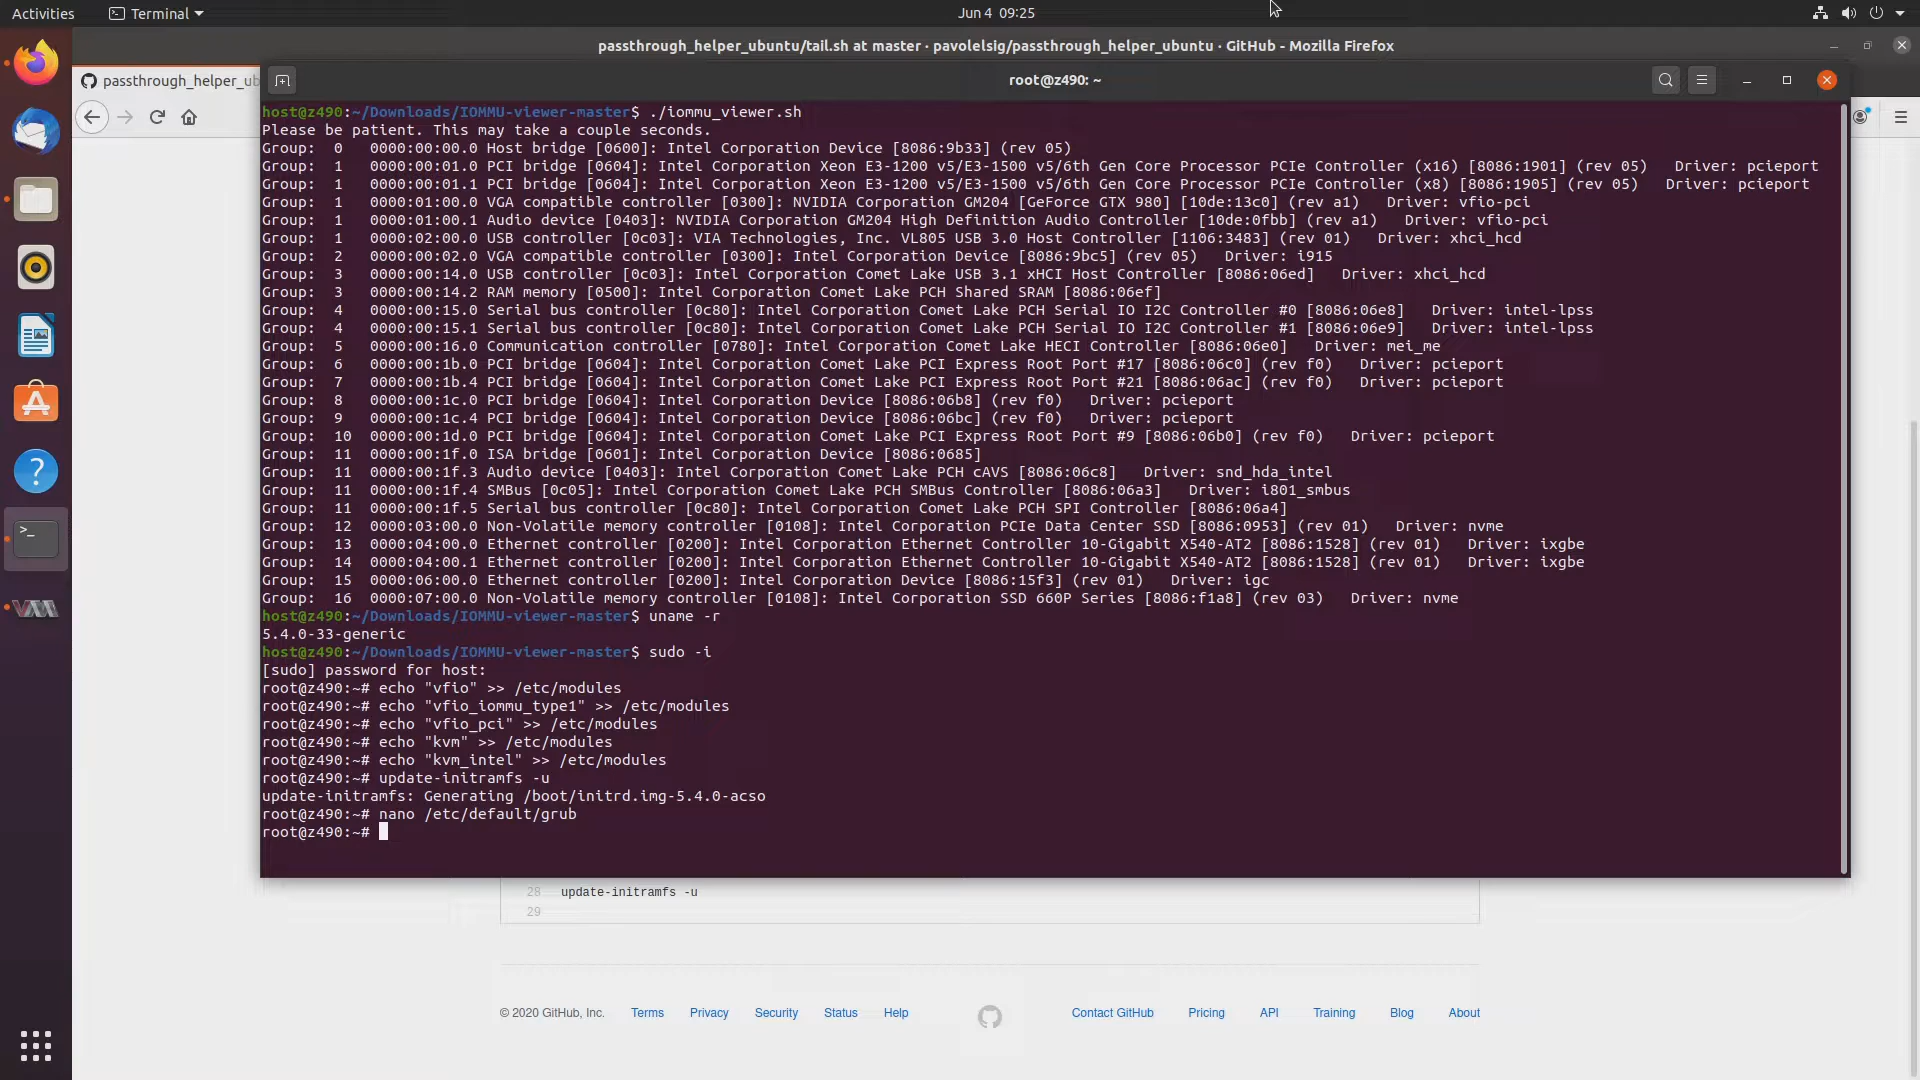 Activities
Terminal
Jun 4 09:25
passthrough_helper_ubuntu/tail.sh at master · pavolelsig/passthrough_helper_ubuntu · GitHub - Mozilla Firefox
passthrough_helper_ub
root@z490: ~
host@z490:~/Downloads/IOMMU-viewer-master$ ./iommu_viewer.sh
Please be patient. This may take a couple seconds.
Group:  0   0000:00:00.0 Host bridge [0600]: Intel Corporation Device [8086:9b33] (rev 05)
Group:  1   0000:00:01.0 PCI bridge [0604]: Intel Corporation Xeon E3-1200 v5/E3-1500 v5/6th Gen Core Processor PCIe Controller (x16) [8086:1901] (rev 05)   Driver: pcieport
Group:  1   0000:00:01.1 PCI bridge [0604]: Intel Corporation Xeon E3-1200 v5/E3-1500 v5/6th Gen Core Processor PCIe Controller (x8) [8086:1905] (rev 05)   Driver: pcieport
Group:  1   0000:01:00.0 VGA compatible controller [0300]: NVIDIA Corporation GM204 [GeForce GTX 980] [10de:13c0] (rev a1)   Driver: vfio-pci
Group:  1   0000:01:00.1 Audio device [0403]: NVIDIA Corporation GM204 High Definition Audio Controller [10de:0fbb] (rev a1)   Driver: vfio-pci
Group:  1   0000:02:00.0 USB controller [0c03]: VIA Technologies, Inc. VL805 USB 3.0 Host Controller [1106:3483] (rev 01)   Driver: xhci_hcd
Group:  2   0000:00:02.0 VGA compatible controller [0300]: Intel Corporation Device [8086:9bc5] (rev 05)   Driver: i915
Group:  3   0000:00:14.0 USB controller [0c03]: Intel Corporation Comet Lake USB 3.1 xHCI Host Controller [8086:06ed]   Driver: xhci_hcd
Group:  3   0000:00:14.2 RAM memory [0500]: Intel Corporation Comet Lake PCH Shared SRAM [8086:06ef]
Group:  4   0000:00:15.0 Serial bus controller [0c80]: Intel Corporation Comet Lake PCH Serial IO I2C Controller #0 [8086:06e8]   Driver: intel-lpss
Group:  4   0000:00:15.1 Serial bus controller [0c80]: Intel Corporation Comet Lake PCH Serial IO I2C Controller #1 [8086:06e9]   Driver: intel-lpss
Group:  5   0000:00:16.0 Communication controller [0780]: Intel Corporation Comet Lake HECI Controller [8086:06e0]   Driver: mei_me
Group:  6   0000:00:1b.0 PCI bridge [0604]: Intel Corporation Comet Lake PCI Express Root Port #17 [8086:06c0] (rev f0)   Driver: pcieport
Group:  7   0000:00:1b.4 PCI bridge [0604]: Intel Corporation Comet Lake PCI Express Root Port #21 [8086:06ac] (rev f0)   Driver: pcieport
Group:  8   0000:00:1c.0 PCI bridge [0604]: Intel Corporation Device [8086:06b8] (rev f0)   Driver: pcieport
Group:  9   0000:00:1c.4 PCI bridge [0604]: Intel Corporation Device [8086:06bc] (rev f0)   Driver: pcieport
Group:  10  0000:00:1d.0 PCI bridge [0604]: Intel Corporation Comet Lake PCI Express Root Port #9 [8086:06b0] (rev f0)   Driver: pcieport
Group:  11  0000:00:1f.0 ISA bridge [0601]: Intel Corporation Device [8086:0685]
Group:  11  0000:00:1f.3 Audio device [0403]: Intel Corporation Comet Lake PCH cAVS [8086:06c8]   Driver: snd_hda_intel
Group:  11  0000:00:1f.4 SMBus [0c05]: Intel Corporation Comet Lake PCH SMBus Controller [8086:06a3]   Driver: i801_smbus
Group:  11  0000:00:1f.5 Serial bus controller [0c80]: Intel Corporation Comet Lake PCH SPI Controller [8086:06a4]
Group:  12  0000:03:00.0 Non-Volatile memory controller [0108]: Intel Corporation PCIe Data Center SSD [8086:0953] (rev 01)   Driver: nvme
Group:  13  0000:04:00.0 Ethernet controller [0200]: Intel Corporation Ethernet Controller 10-Gigabit X540-AT2 [8086:1528] (rev 01)   Driver: ixgbe
Group:  14  0000:04:00.1 Ethernet controller [0200]: Intel Corporation Ethernet Controller 10-Gigabit X540-AT2 [8086:1528] (rev 01)   Driver: ixgbe
Group:  15  0000:06:00.0 Ethernet controller [0200]: Intel Corporation Device [8086:15f3] (rev 01)   Driver: igc
Group:  16  0000:07:00.0 Non-Volatile memory controller [0108]: Intel Corporation SSD 660P Series [8086:f1a8] (rev 03)   Driver: nvme
host@z490:~/Downloads/IOMMU-viewer-master$ uname -r
5.4.0-33-generic
host@z490:~/Downloads/IOMMU-viewer-master$ sudo -i
[sudo] password for host:
root@z490:~# echo "vfio" >> /etc/modules
root@z490:~# echo "vfio_iommu_type1" >> /etc/modules
root@z490:~# echo "vfio_pci" >> /etc/modules
root@z490:~# echo "kvm" >> /etc/modules
root@z490:~# echo "kvm_intel" >> /etc/modules
root@z490:~# update-initramfs -u
update-initramfs: Generating /boot/initrd.img-5.4.0-acso
root@z490:~# nano /etc/default/grub
root@z490:~#
28 update-initramfs -u
29
© 2020 GitHub, Inc. Terms Privacy Security Status Help Contact GitHub Pricing API Training Blog About